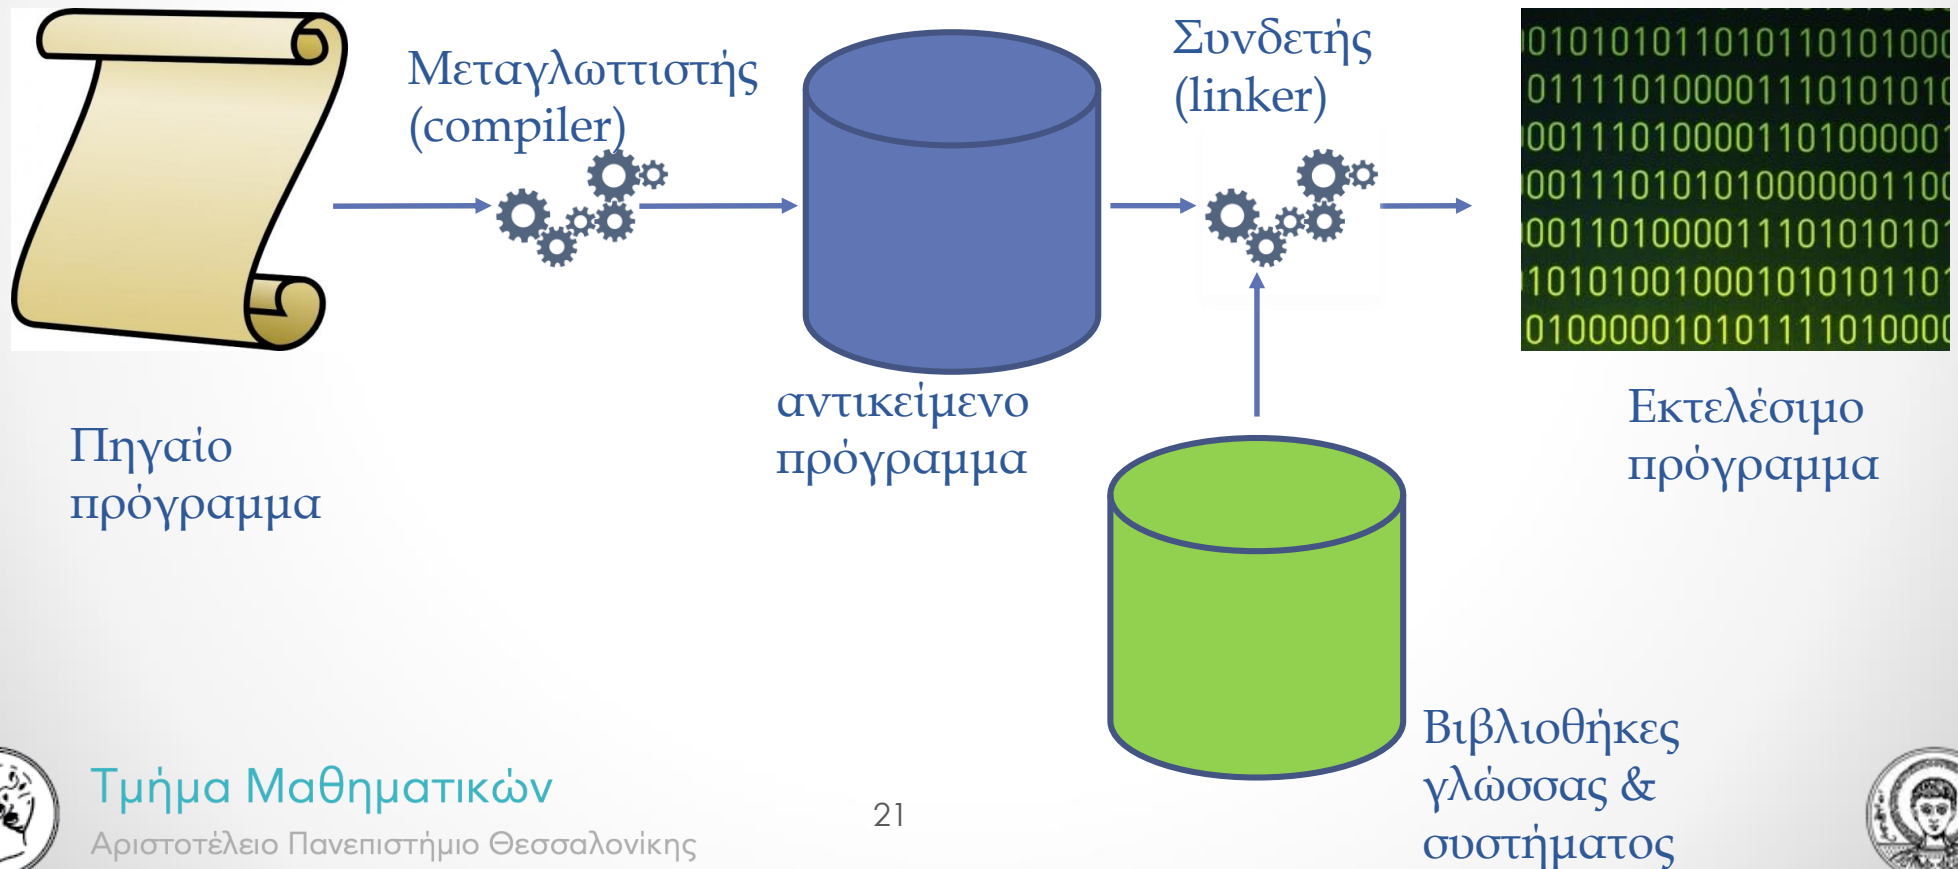 Μεταγλωττιστής
(compiler)
Συνδετής
(linker)
Πηγαίο
πρόγραμμα
αντικείμενο
πρόγραμμα
Εκτελέσιμο
πρόγραμμα
Βιβλιοθήκες
γλώσσας &
συστήματος
Τμήμα Μαθηματικών
Αριστοτέλειο Πανεπιστήμιο Θεσσαλονίκης
21